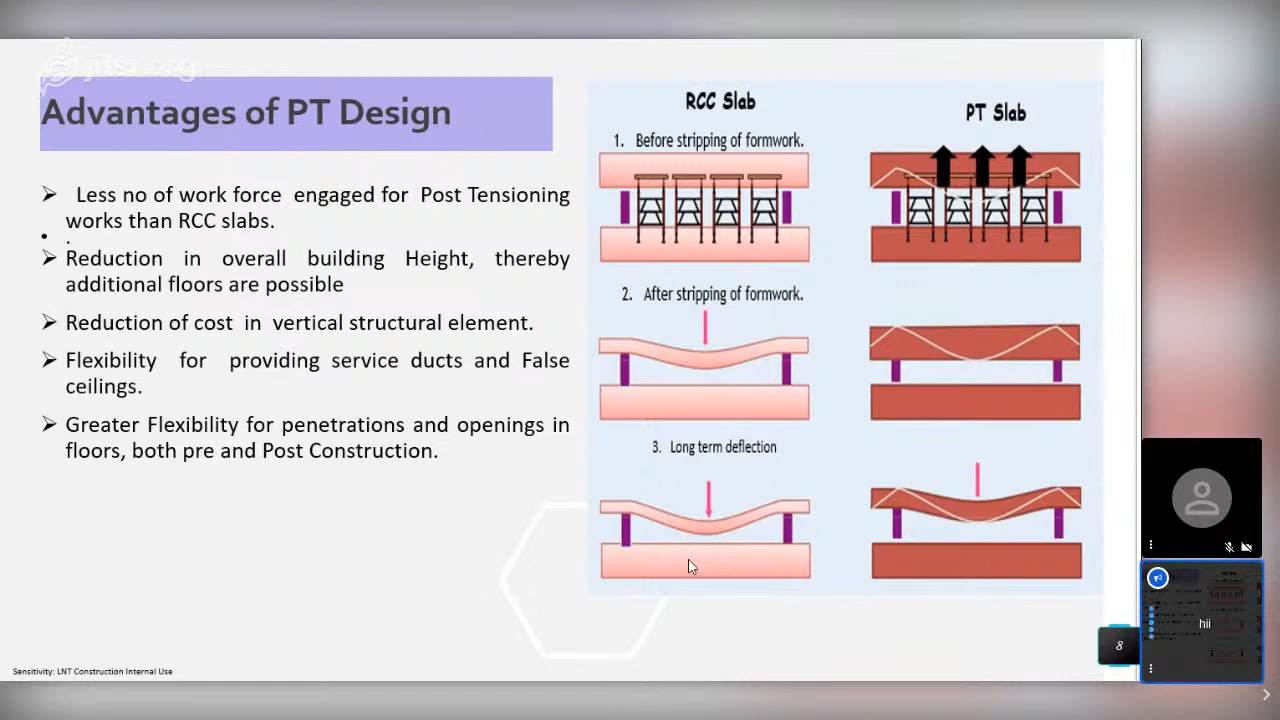 jitsi.org
Advantages of PT Design
➢ Less no of work force engaged for Post Tensioning
works than RCC slabs.
• .
➢ Reduction in overall building Height, thereby
additional floors are possible
➢ Reduction of cost in vertical structural element.
➢ Flexibility for providing service ducts and False
ceilings.
➢ Greater Flexibility for penetrations and openings in
floors, both pre and Post Construction.
RCC Slab
PT Slab
1. Before stripping of formwork.
2. After stripping of formwork.
3. Long term deflection
hii
8
Sensitivity: LNT Construction Internal Use